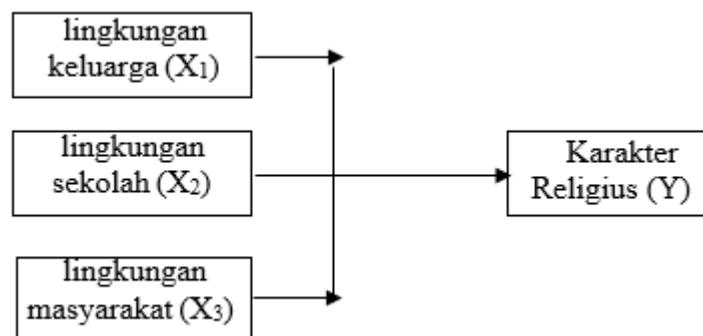 lingkungan
keluarga (X₁)
lingkungan
sekolah (X₂)
Karakter
Religius (Y)
lingkungan
masyarakat (X₃)